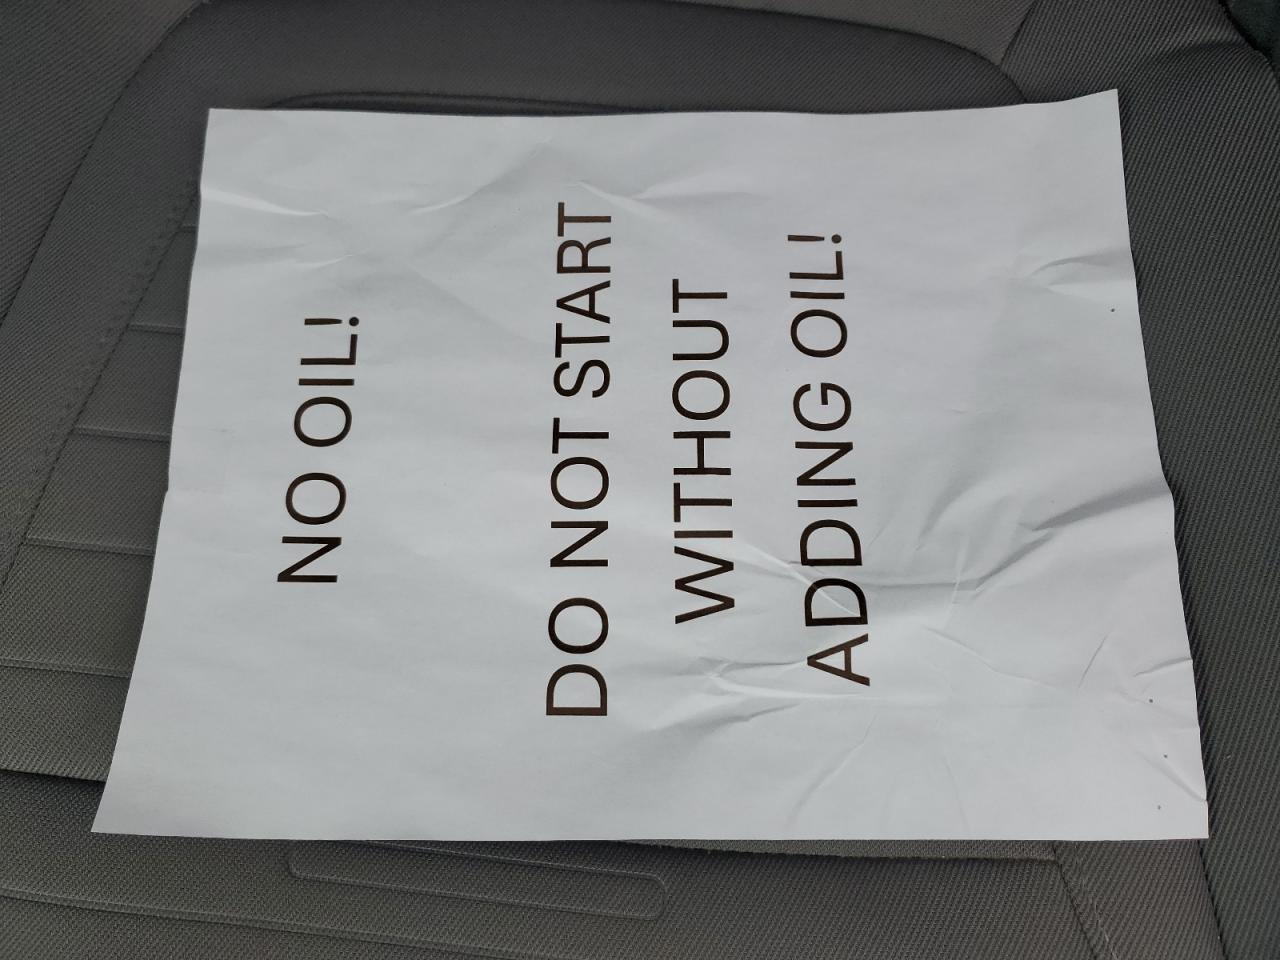 NO OIL!
DO NOT START
WITHOUT
ADDING OIL!